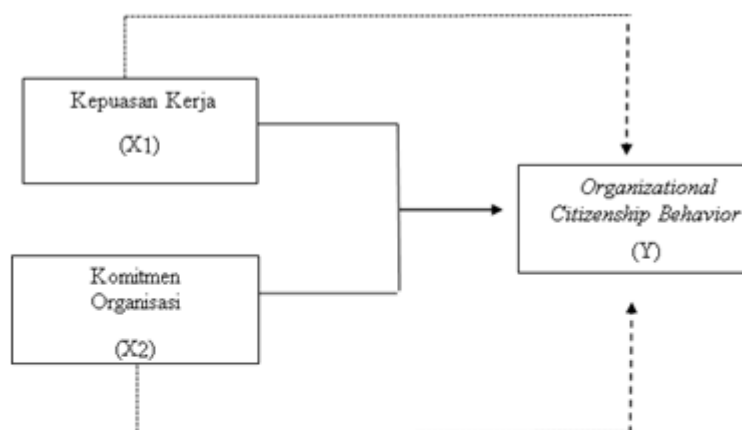 Kepuasan Kerja
(X1)
Organizational
Citizenship Behavior
(Y)
Komitmen
Organisasi
(X2)